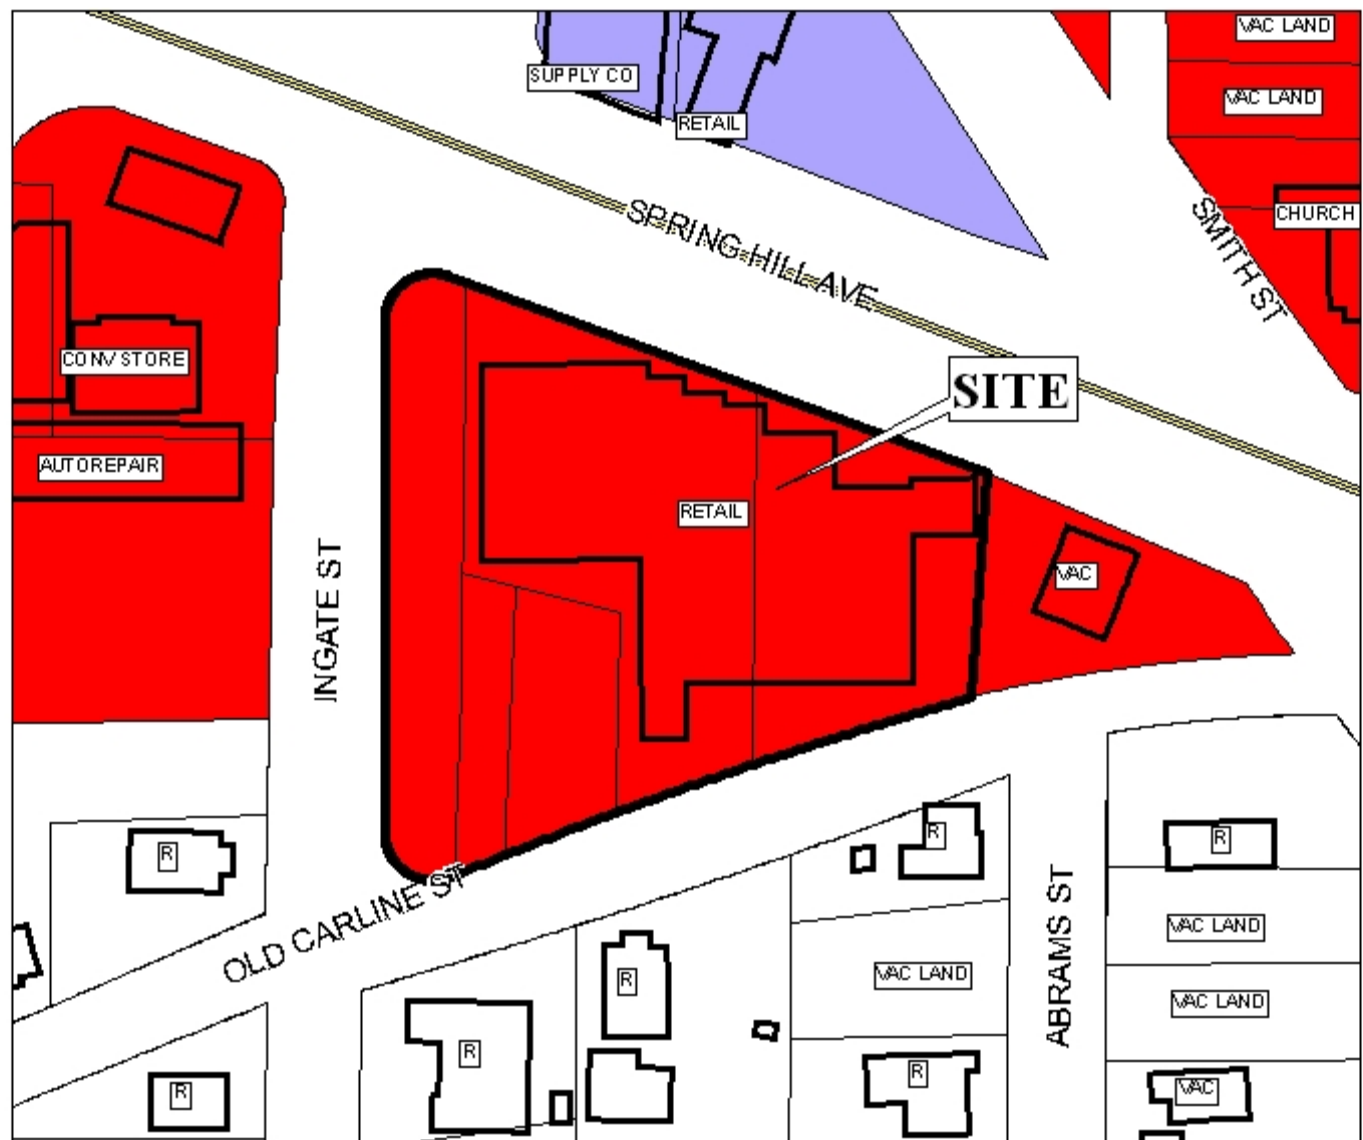 VAC LAND
SUPPLY CO
VAC LAND
RETAIL
SPRING HILL AVE
SMITH ST
CHURCH
CONV STORE
SITE
AUTOREPAIR
RETAIL
VAC
INGATE ST
R
R
R
OLD CARLINE ST
ABRAMS ST
VAC LAND
R
VAC LAND
VAC LAND
R
R
R
VAC